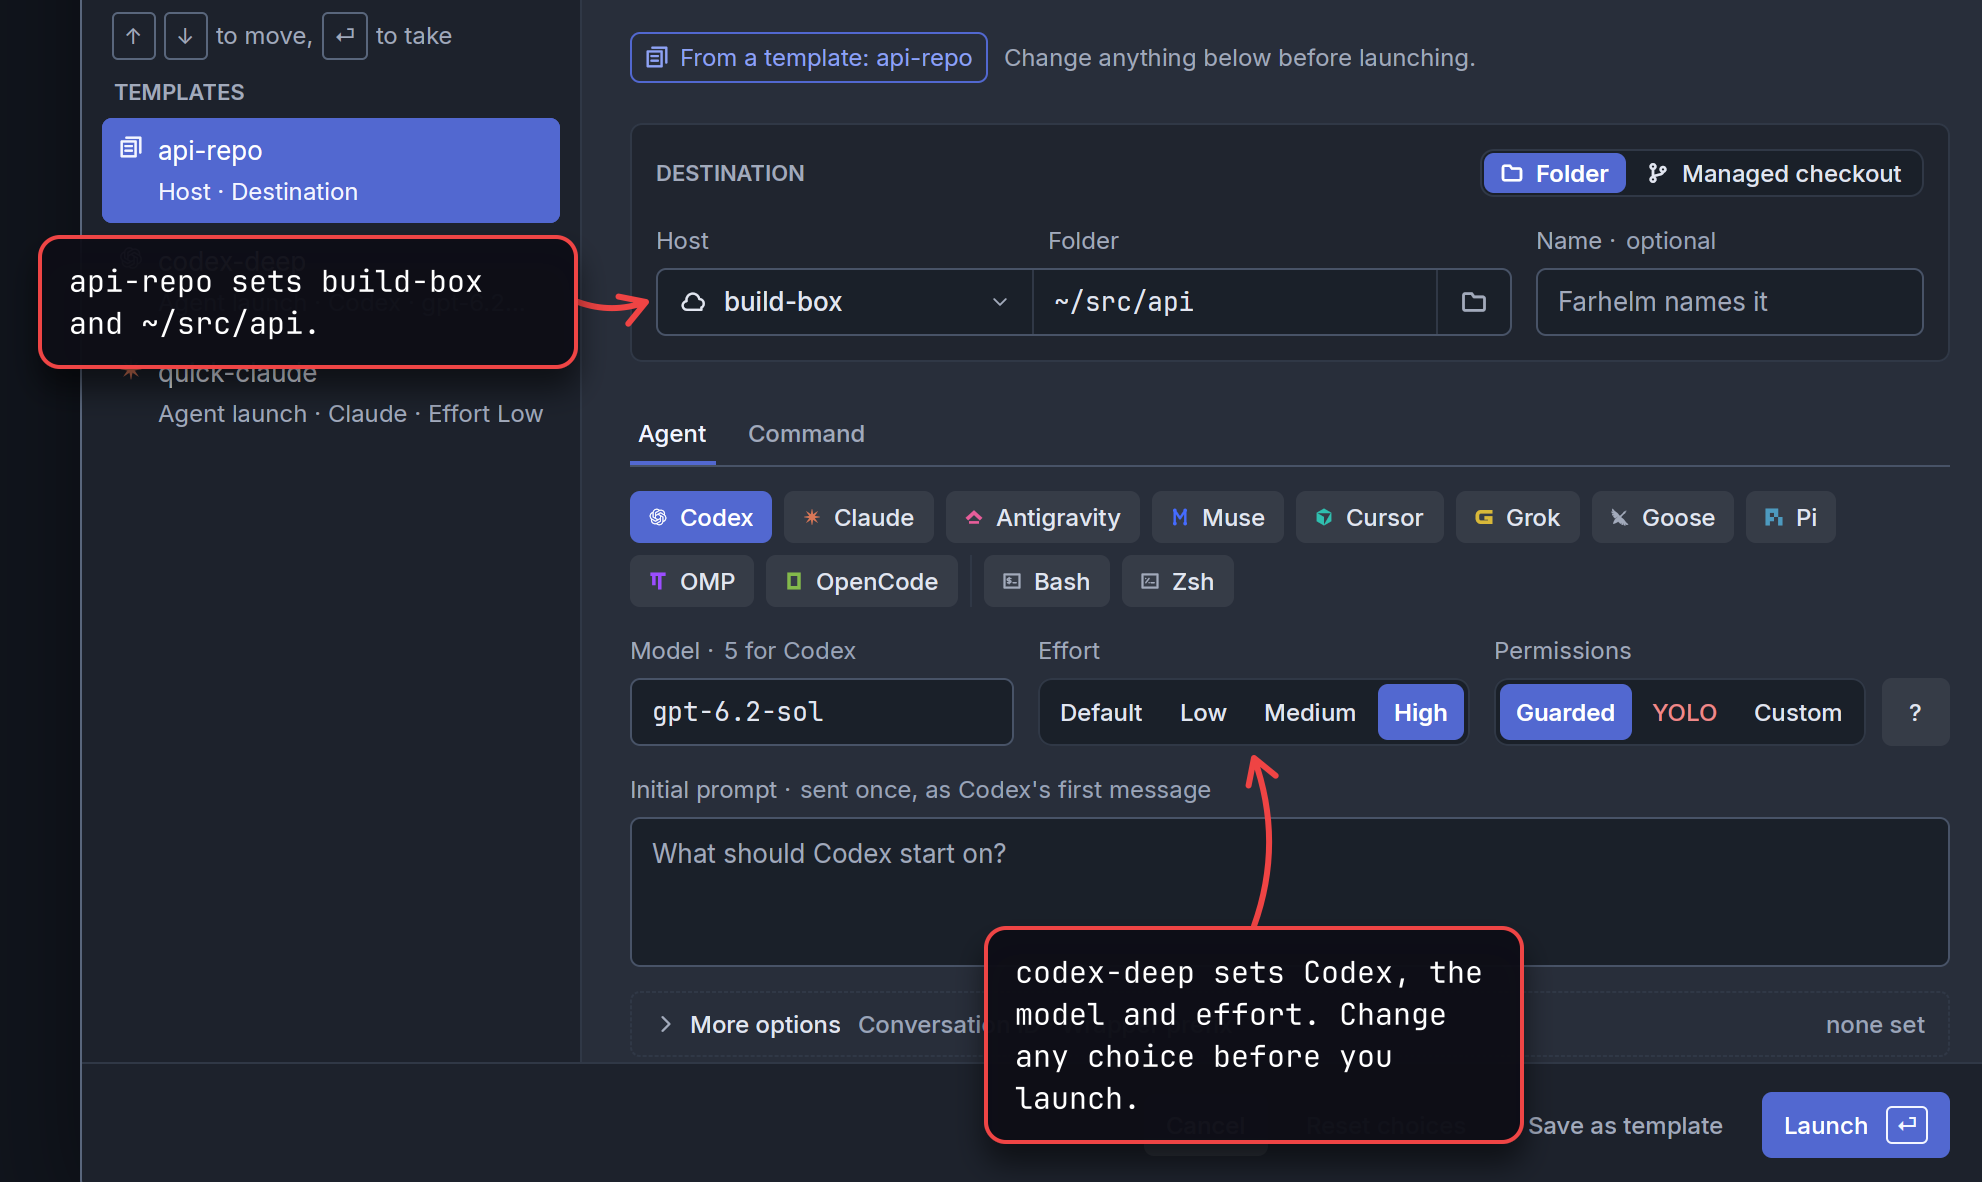 to move, to take
TEMPLATES
api-repo
Host · Destination
codex-deep
api-repo sets build-box
and ~/src/api.
quick-claude
Agent launch · Claude · Effort Low
From a template: api-repo
Change anything below before launching.
DESTINATION
Folder
Managed checkout
Host
Folder
Name · optional
build-box
~/src/api
Farhelm names it
Agent
Command
Codex
Claude
Antigravity
Muse
Cursor
Grok
Goose
Pi
OMP
OpenCode
Bash
Zsh
Model · 5 for Codex
Effort
Permissions
gpt-6.2-sol
Default
Low
Medium
High
Guarded
YOLO
Custom
?
Initial prompt · sent once, as Codex's first message
What should Codex start on?
codex-deep sets Codex, the
model and effort. Change
any choice before you
launch.
More options
none set
Cancel
Reset choices
Save as template
Launch